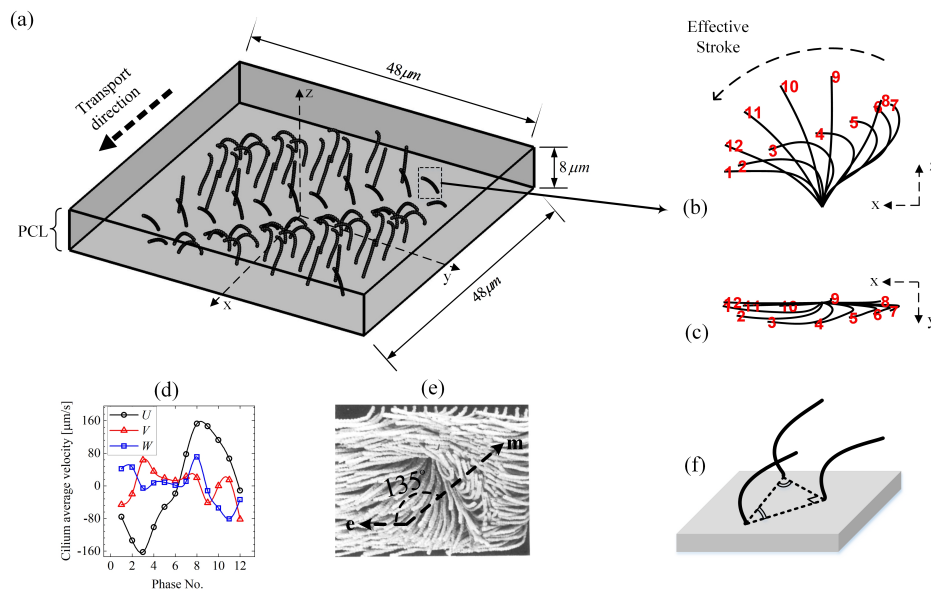 (a)
48μm
Transport
direction
z
8μm
PCL
y
x
48μm
Effective
Stroke
9
10
8
6
7
11
5
4
12
3
2
1
z
x
(b)
x
12
11
10
9
8
2
3
4
5
6
7
y
(c)
(d)
Cilium average velocity [μm/s]
160
80
0
-80
-160
U
V
W
0 2 4 6 8 10 12
Phase No.
(e)
m
135°
e
(f)